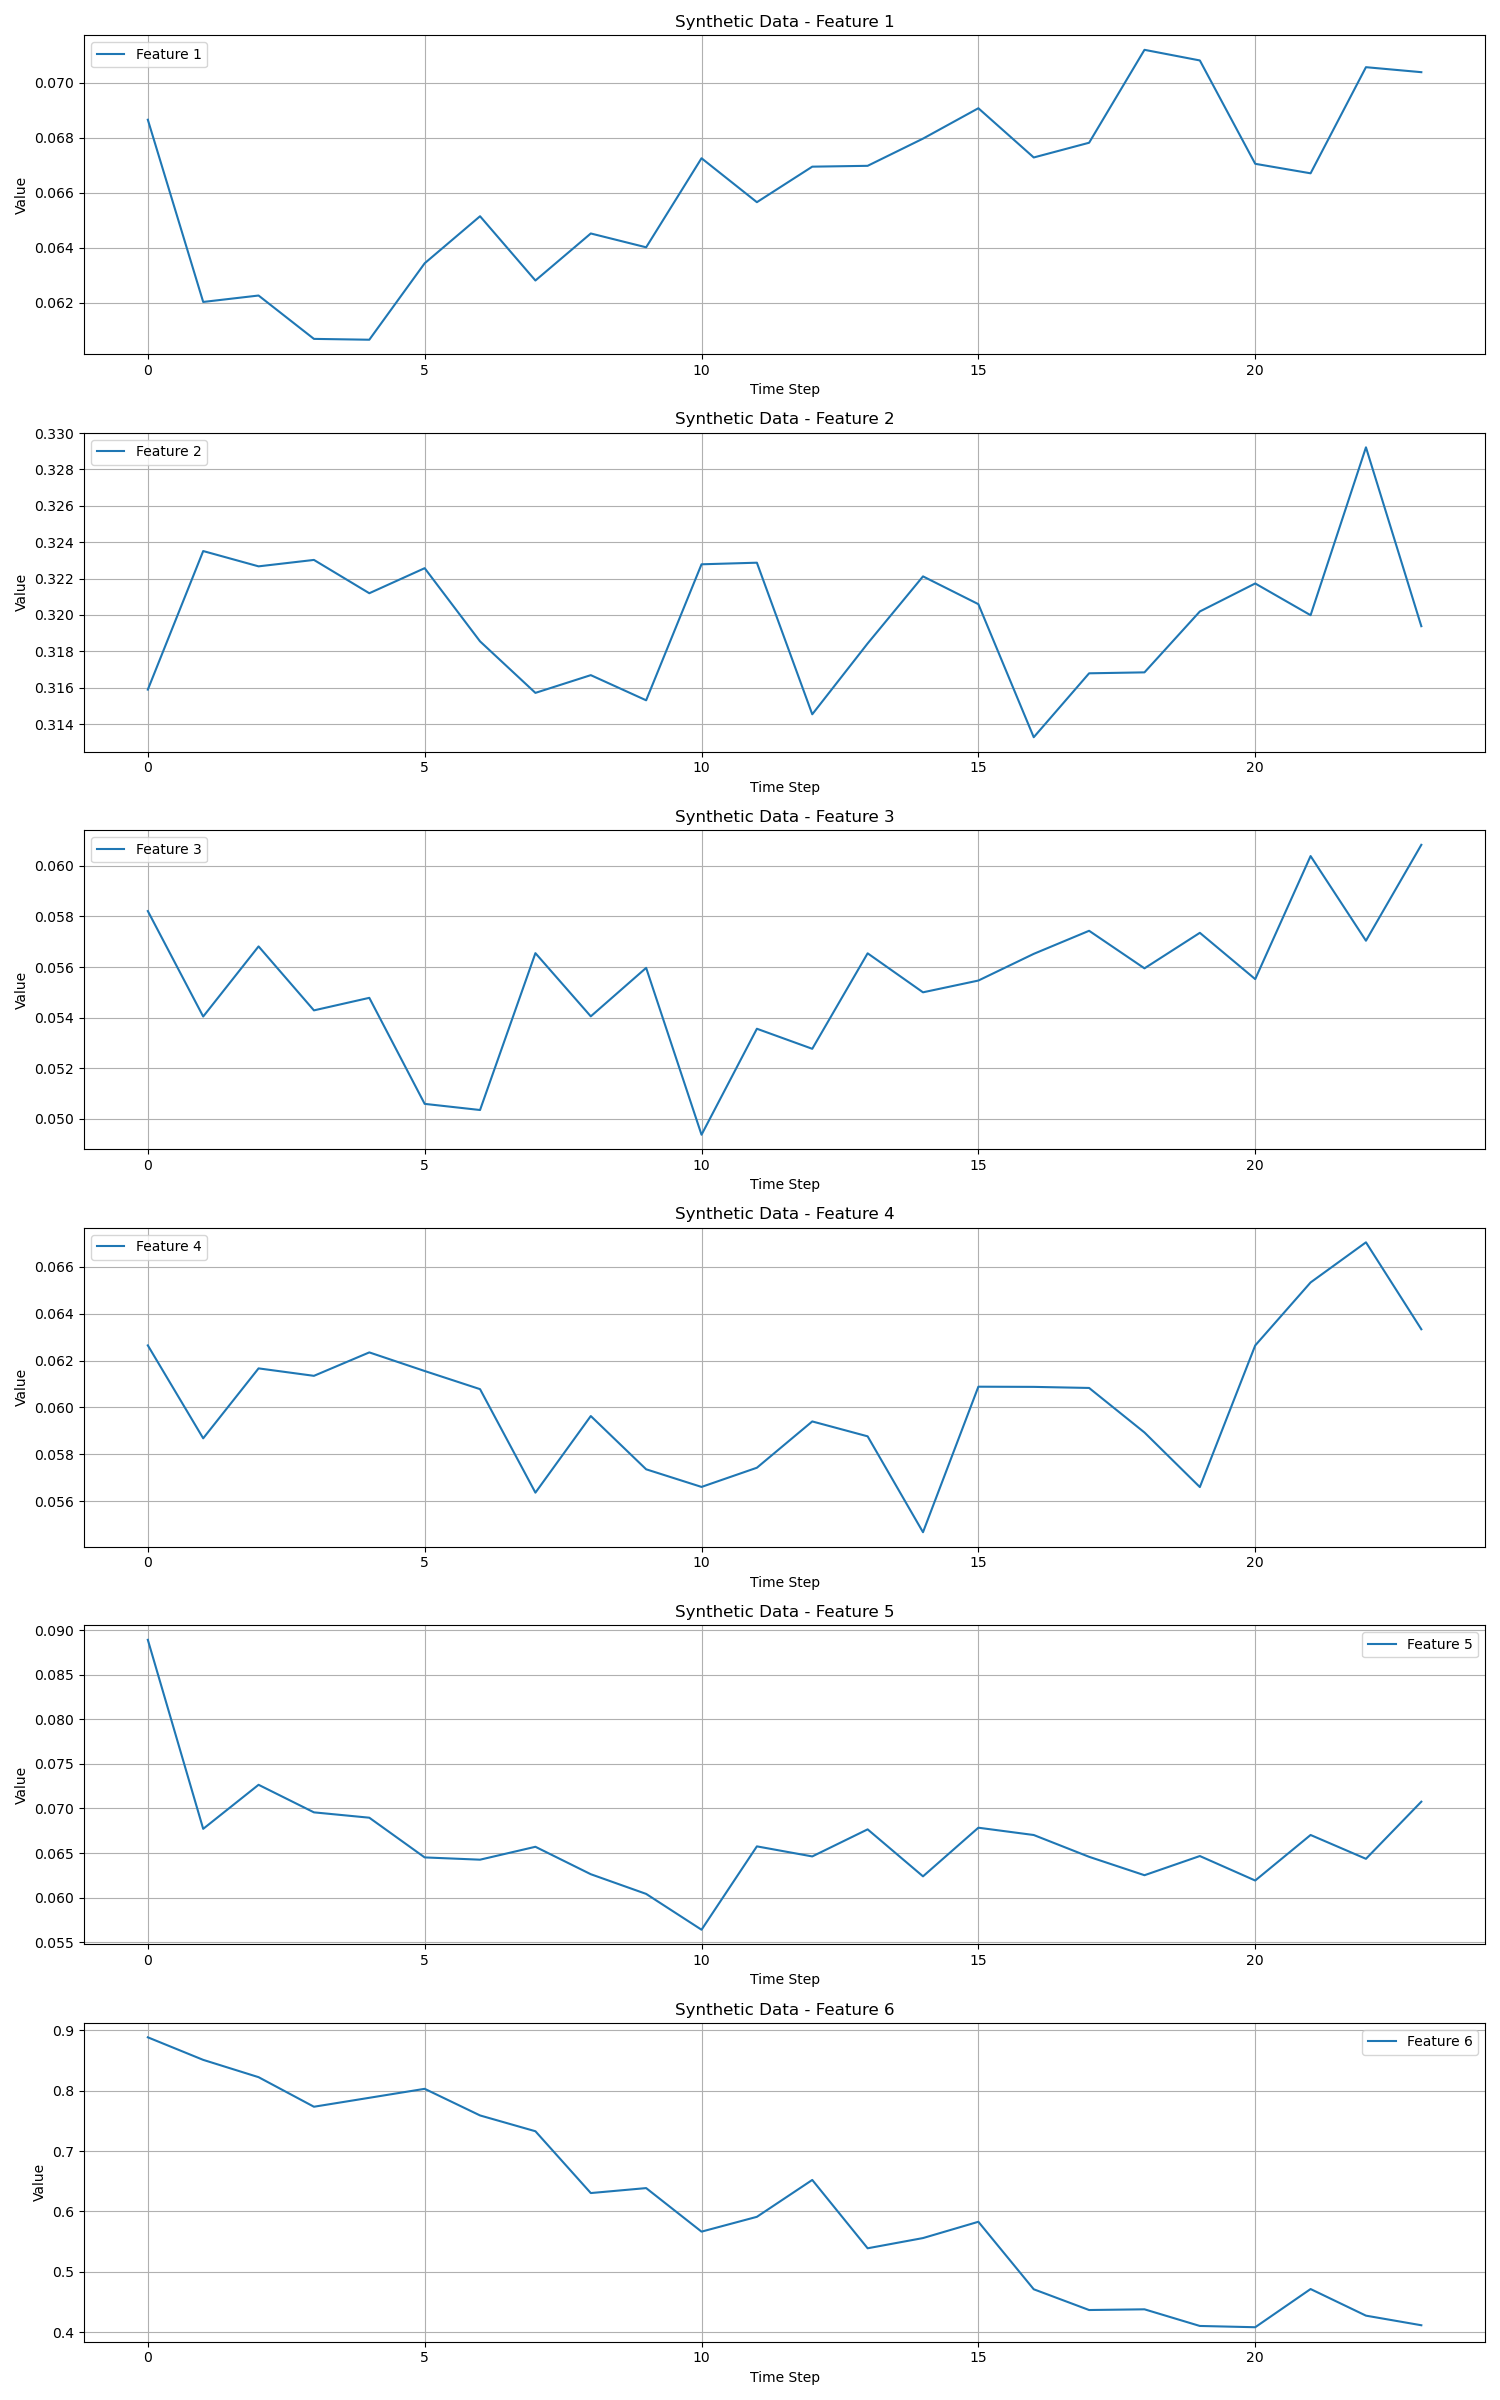 Synthetic Data - Feature 1
Feature 1
Value
0.070
0.068
0.066
0.064
0.062
0 5 10 15 20
Time Step
Synthetic Data - Feature 2
Feature 2
Value
0.330
0.328
0.326
0.324
0.322
0.320
0.318
0.316
0.314
0 5 10 15 20
Time Step
Synthetic Data - Feature 3
Feature 3
Value
0.060
0.058
0.056
0.054
0.052
0.050
0 5 10 15 20
Time Step
Synthetic Data - Feature 4
Feature 4
Value
0.066
0.064
0.062
0.060
0.058
0.056
0 5 10 15 20
Time Step
Synthetic Data - Feature 5
Feature 5
Value
0.090
0.085
0.080
0.075
0.070
0.065
0.060
0.055
0 5 10 15 20
Time Step
Synthetic Data - Feature 6
Feature 6
Value
0.9
0.8
0.7
0.6
0.5
0.4
0 5 10 15 20
Time Step